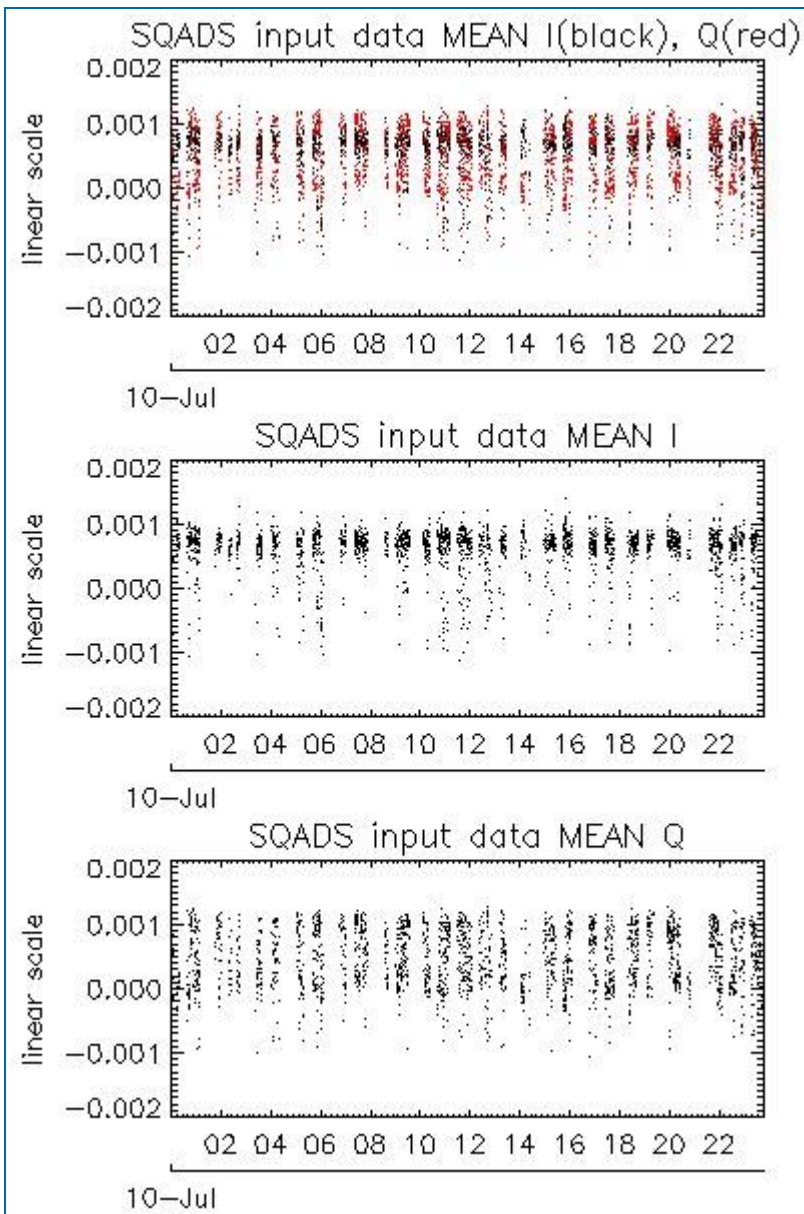 SQADS input data MEAN I(black), Q(red)
0.002
0.001
0.000
−0.001
−0.002
linear scale
02 04 06 08 10 12 14 16 18 20 22
10−Jul
SQADS input data MEAN I
0.002
0.001
0.000
−0.001
−0.002
linear scale
02 04 06 08 10 12 14 16 18 20 22
10−Jul
SQADS input data MEAN Q
0.002
0.001
0.000
−0.001
−0.002
linear scale
02 04 06 08 10 12 14 16 18 20 22
10−Jul